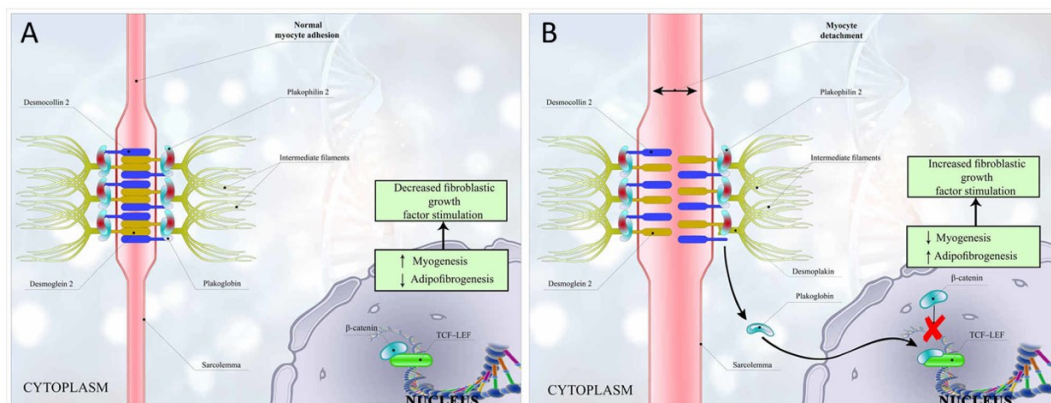 A
Normal
myocyte adhesion
Desmocollin 2
Plakophilin 2
Intermediate filaments
Decreased fibroblastic
growth
factor stimulation
↑ Myogenesis
↓ Adipofibrogenesis
Desmoglein 2
Plakoglobin
β-catenin
TCF-LEF
Sarcolemma
CYTOPLASM
NUCLEUS
B
Myocyte
detachment
Desmocollin 2
Plakophilin 2
Intermediate filaments
Increased fibroblastic
growth
factor stimulation
↓ Myogenesis
↑ Adipofibrogenesis
Desmoglein 2
Desmoplakin
Plakoglobin
β-catenin
TCF-LEF
Sarcolemma
CYTOPLASM
NUCLEUS